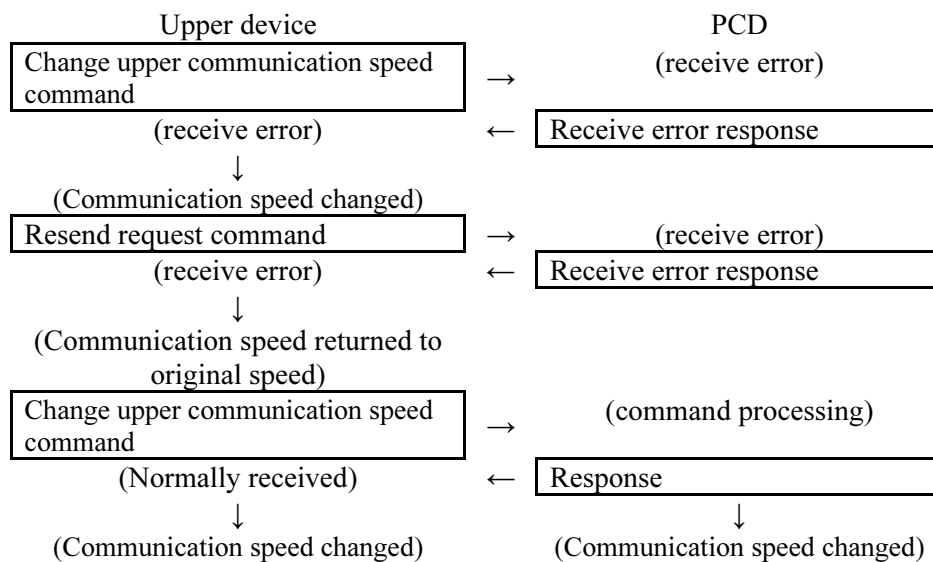 Upper device PCD
Change upper communication speed → (receive error)
command
(receive error) ← Receive error response
↓
(Communication speed changed)
Resend request command → (receive error)
(receive error) ← Receive error response
↓
(Communication speed returned to
original speed)
Change upper communication speed → (command processing)
command
(Normally received) ← Response
↓ ↓
(Communication speed changed) (Communication speed changed)